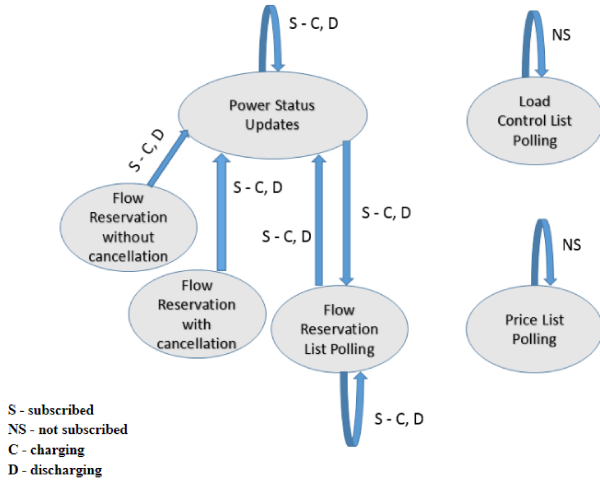 S - C, D
NS
Power Status
Updates
Load
Control List
Polling
S - C, D
S - C, D
Flow
Reservation
without
cancellation
S - C, D
S - C, D
NS
Flow
Reservation
with
cancellation
Flow
Reservation
List Polling
Price List
Polling
S - C, D
S - subscribed
NS - not subscribed
C - charging
D - discharging